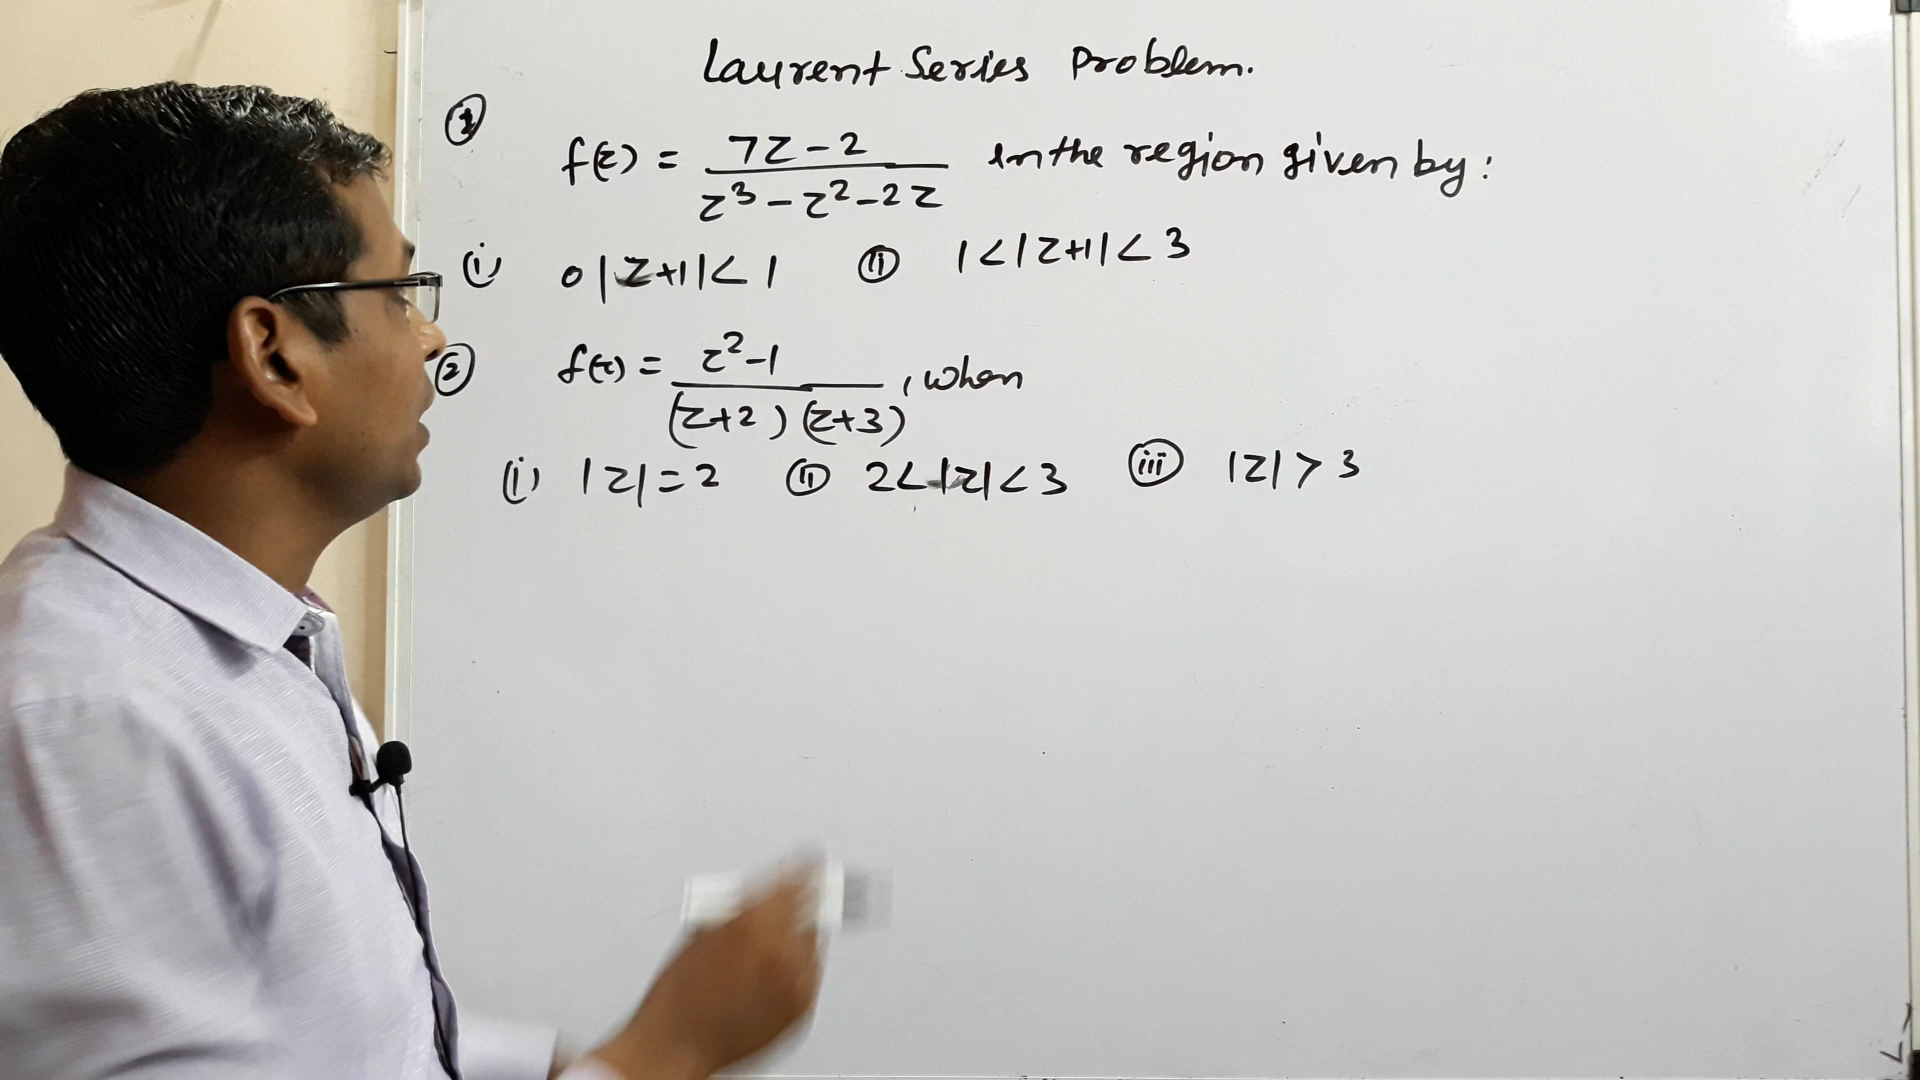 Laurent Series Problem.
① f(z) = 7z-2 / z³-z²-2z in the region given by:
(i) 0|z+1|<1 (ii) 1<|z+1|<3
② f(z) = z²-1 / (z+2)(z+3), when
(i) |z|=2 (ii) 2<|z|<3 (iii) |z|>3